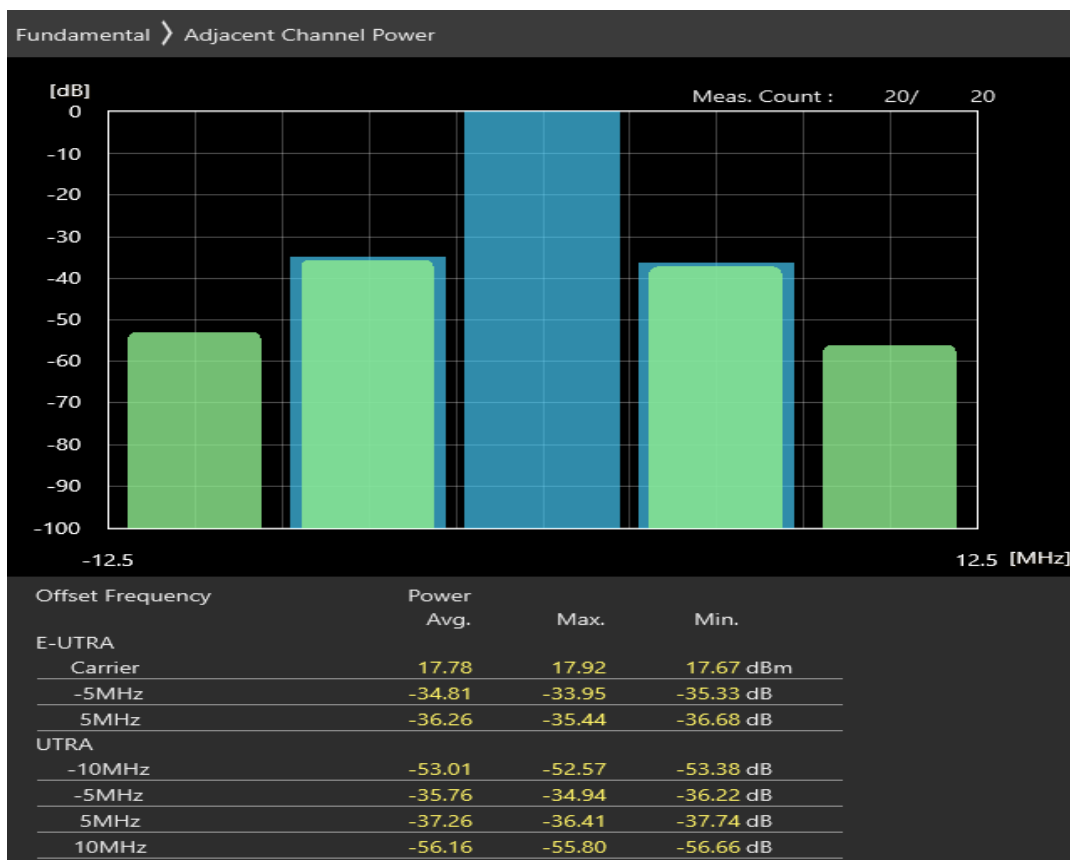 Fundamental 〉 Adjacent Channel Power
[dB]
Meas. Count : 20/ 20
0
-10
-20
-30
-40
-50
-60
-70
-80
-90
-100
-12.5 12.5 [MHz]
Offset Frequency Power
Avg. Max. Min.
E-UTRA
Carrier 17.78 17.92 17.67 dBm
-5MHz -34.81 -33.95 -35.33 dB
5MHz -36.26 -35.44 -36.68 dB
UTRA
-10MHz -53.01 -52.57 -53.38 dB
-5MHz -35.76 -34.94 -36.22 dB
5MHz -37.26 -36.41 -37.74 dB
10MHz -56.16 -55.80 -56.66 dB